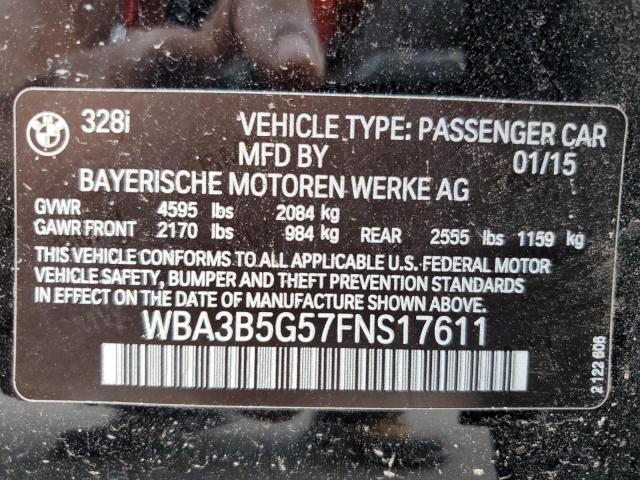 BMW
328i VEHICLE TYPE: PASSENGER CAR
MFD BY 01/15
BAYERISCHE MOTOREN WERKE AG
GVWR 4595 lbs 2084 kg
GAWR FRONT 2170 lbs 984 kg REAR 2555 lbs 1159 kg
THIS VEHICLE CONFORMS TO ALL APPLICABLE U.S.-FEDERAL MOTOR
VEHICLE SAFETY, BUMPER AND THEFT PREVENTION STANDARDS
IN EFFECT ON THE DATE OF MANUFACTURE SHOWN ABOVE.
WBA3B5G57FNS17611
2 122 606